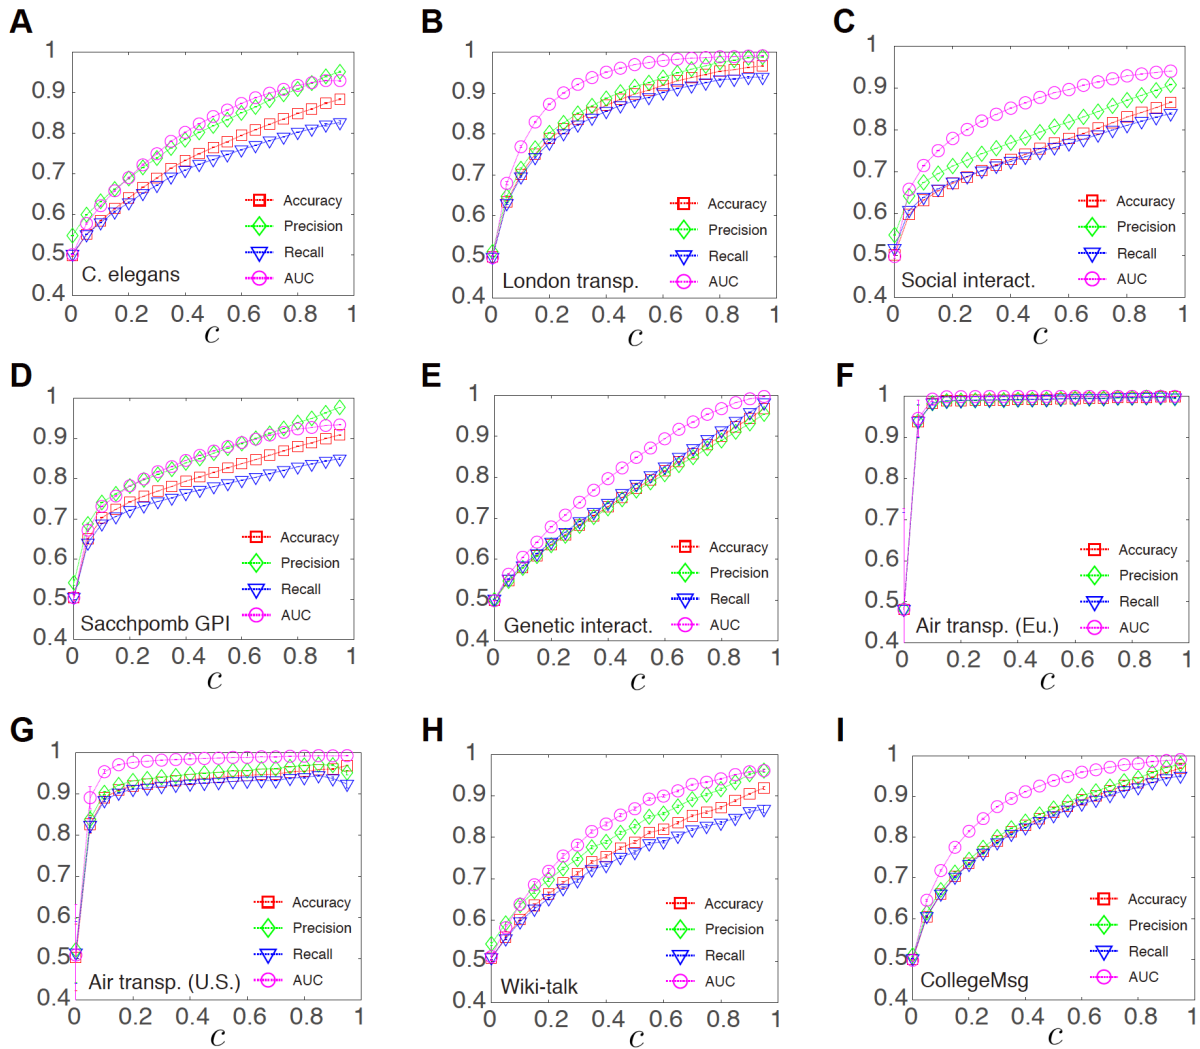 A
1
0.9
0.8
0.7
0.6
0.5
0.4
Accuracy
Precision
Recall
AUC
C. elegans
0 0.2 0.4 0.6 0.8 1
c
B
1
0.9
0.8
0.7
0.6
0.5
0.4
Accuracy
Precision
Recall
AUC
London transp.
0 0.2 0.4 0.6 0.8 1
c
C
1
0.9
0.8
0.7
0.6
0.5
0.4
Accuracy
Precision
Recall
AUC
Social interact.
0 0.2 0.4 0.6 0.8 1
c
D
1
0.9
0.8
0.7
0.6
0.5
0.4
Accuracy
Precision
Recall
AUC
Sacchpomb GPI
0 0.2 0.4 0.6 0.8 1
c
E
1
0.9
0.8
0.7
0.6
0.5
0.4
Accuracy
Precision
Recall
AUC
Genetic interact.
0 0.2 0.4 0.6 0.8 1
c
F
1
0.9
0.8
0.7
0.6
0.5
0.4
Accuracy
Precision
Recall
AUC
Air transp. (Eu.)
0 0.2 0.4 0.6 0.8 1
c
G
1
0.9
0.8
0.7
0.6
0.5
0.4
Accuracy
Precision
Recall
AUC
Air transp. (U.S.)
0 0.2 0.4 0.6 0.8 1
c
H
1
0.9
0.8
0.7
0.6
0.5
0.4
Accuracy
Precision
Recall
AUC
Wiki-talk
0 0.2 0.4 0.6 0.8 1
c
I
1
0.9
0.8
0.7
0.6
0.5
0.4
Accuracy
Precision
Recall
AUC
CollegeMsg
0 0.2 0.4 0.6 0.8 1
c